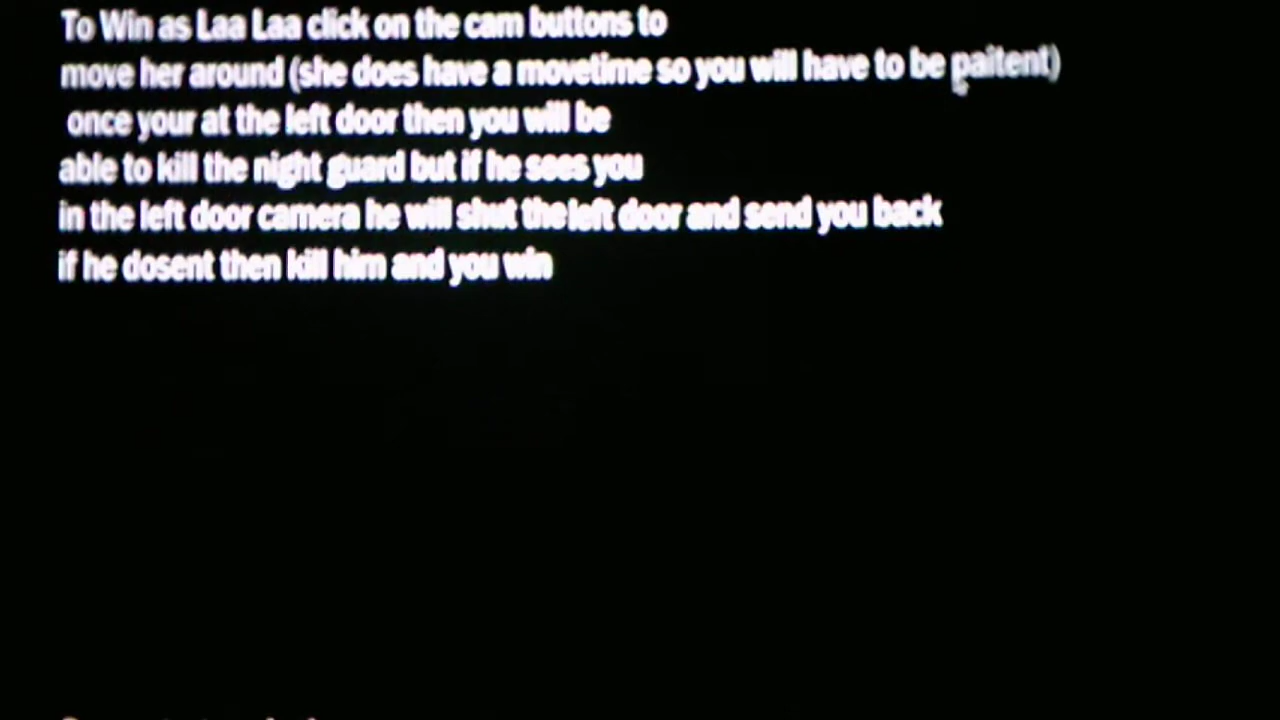 To Win as Laa Laa click on the cam buttons to
move her around (she does have a movetime so you will have to be paitent)
once your at the left door then you will be
able to kill the night guard but if he sees you
in the left door camera he will shut the left door and send you back
if he dosent then kill him and you win